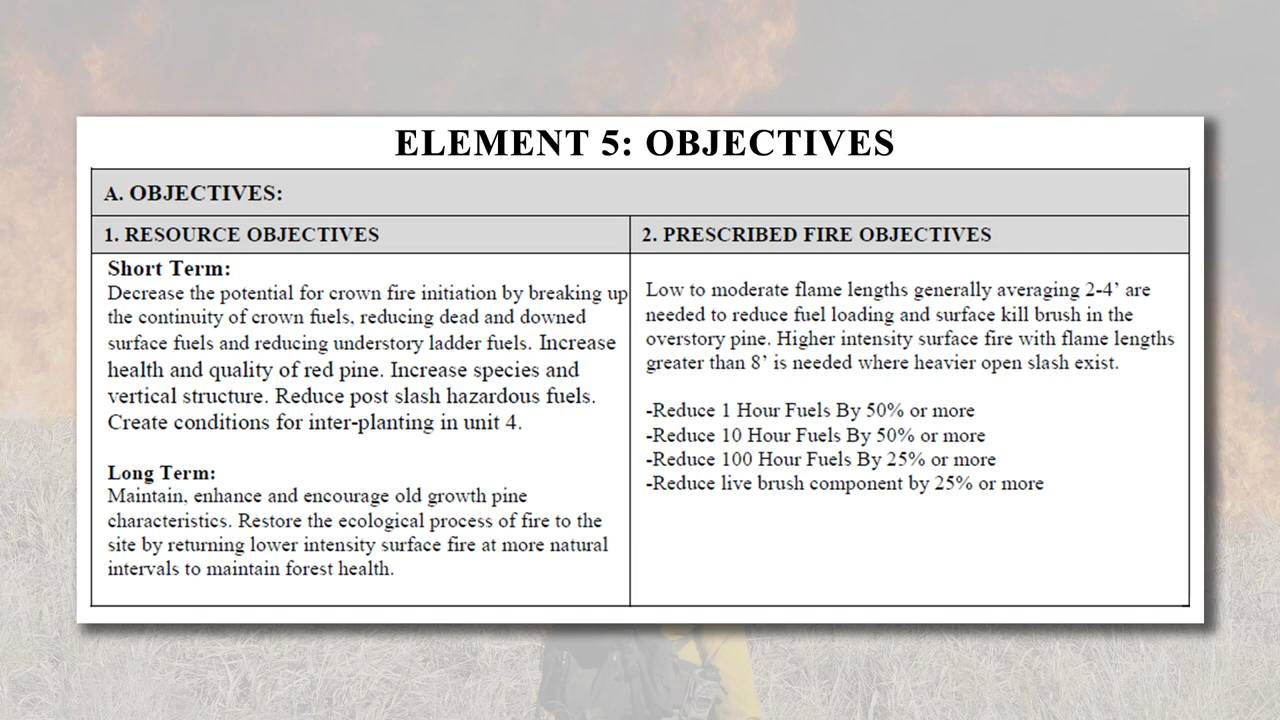 ELEMENT 5: OBJECTIVES
A. OBJECTIVES:
1. RESOURCE OBJECTIVES
Short Term:
Decrease the potential for crown fire initiation by breaking up
the continuity of crown fuels, reducing dead and downed
surface fuels and reducing understory ladder fuels. Increase
health and quality of red pine. Increase species and
vertical structure. Reduce post slash hazardous fuels.
Create conditions for inter-planting in unit 4.
Long Term:
Maintain, enhance and encourage old growth pine
characteristics. Restore the ecological process of fire to the
site by returning lower intensity surface fire at more natural
intervals to maintain forest health.
2. PRESCRIBED FIRE OBJECTIVES
Low to moderate flame lengths generally averaging 2-4’ are
needed to reduce fuel loading and surface kill brush in the
overstory pine. Higher intensity surface fire with flame lengths
greater than 8’ is needed where heavier open slash exist.
-Reduce 1 Hour Fuels By 50% or more
-Reduce 10 Hour Fuels By 50% or more
-Reduce 100 Hour Fuels By 25% or more
-Reduce live brush component by 25% or more